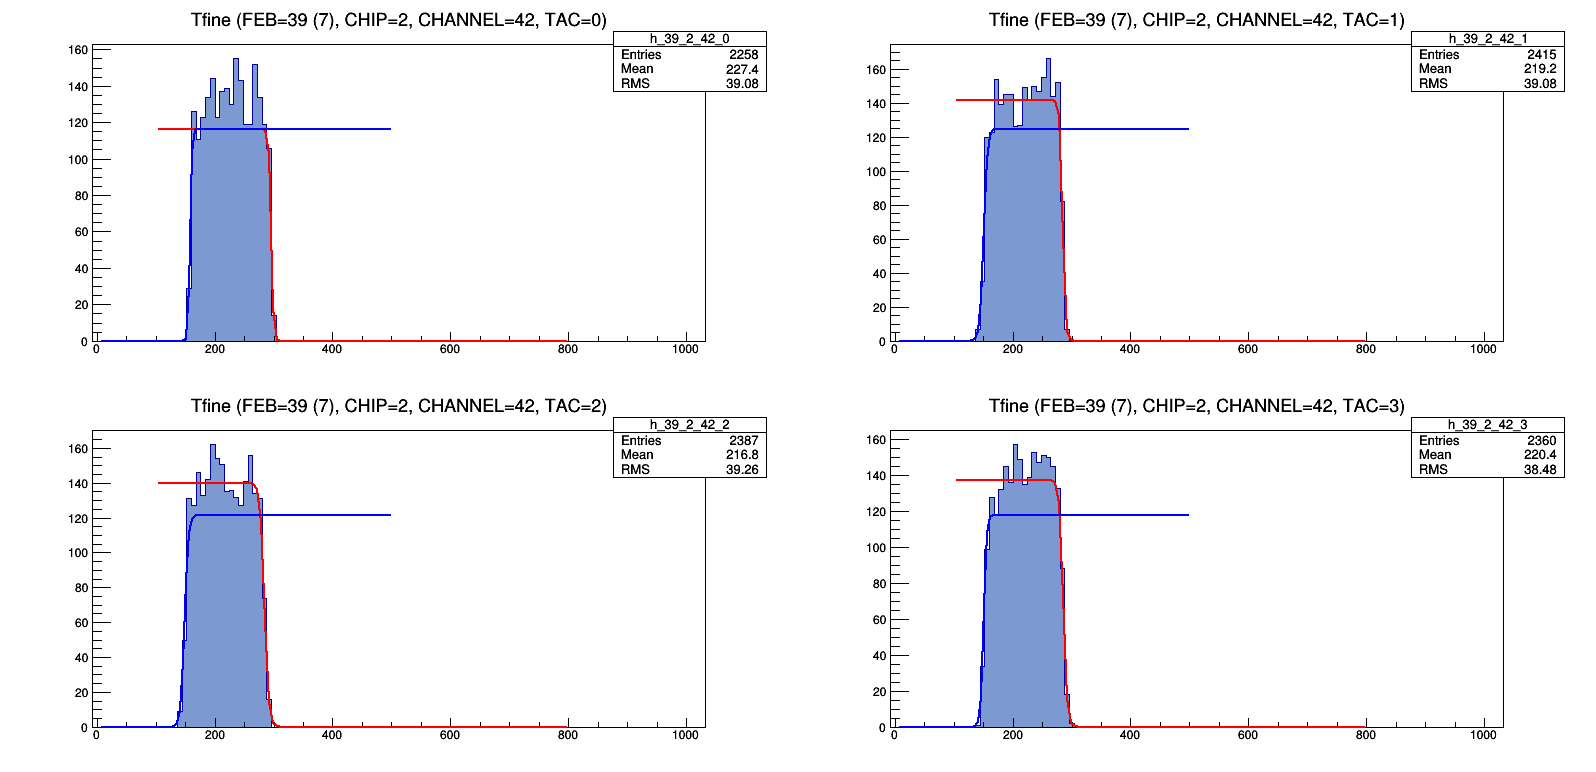 Tfine (FEB=39 (7), CHIP=2, CHANNEL=42, TAC=0)
h_39_2_42_0
Entries 2258
Mean 227.4
RMS 39.08
160
140
120
100
80
60
40
20
0
0 200 400 600 800 1000
Tfine (FEB=39 (7), CHIP=2, CHANNEL=42, TAC=1)
h_39_2_42_1
Entries 2415
Mean 219.2
RMS 39.08
160
140
120
100
80
60
40
20
0
0 200 400 600 800 1000
Tfine (FEB=39 (7), CHIP=2, CHANNEL=42, TAC=2)
h_39_2_42_2
Entries 2387
Mean 216.8
RMS 39.26
160
140
120
100
80
60
40
20
0
0 200 400 600 800 1000
Tfine (FEB=39 (7), CHIP=2, CHANNEL=42, TAC=3)
h_39_2_42_3
Entries 2360
Mean 220.4
RMS 38.48
160
140
120
100
80
60
40
20
0
0 200 400 600 800 1000